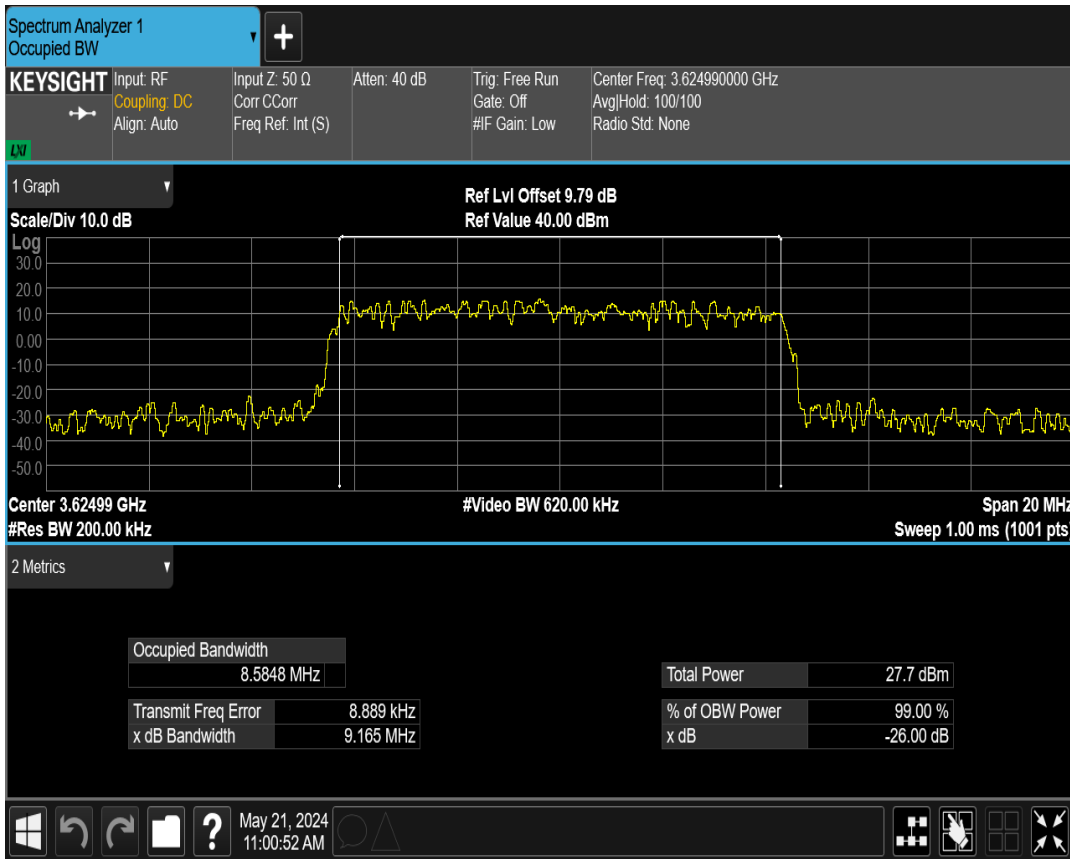 Spectrum Analyzer 1
Occupied BW
+
KEYSIGHT
LXI
Input: RF
Coupling: DC
Align: Auto
Input Z: 50 Ω
Corr CCorr
Freq Ref: Int (S)
Atten: 40 dB
Trig: Free Run
Gate: Off
#IF Gain: Low
Center Freq: 3.624990000 GHz
Avg|Hold: 100/100
Radio Std: None
1 Graph
Scale/Div 10.0 dB
Ref Lvl Offset 9.79 dB
Ref Value 40.00 dBm
Log
30.0
20.0
10.0
0.00
-10.0
-20.0
-30.0
-40.0
-50.0
Center 3.62499 GHz
#Video BW 620.00 kHz
Span 20 MHz
#Res BW 200.00 kHz
Sweep 1.00 ms (1001 pts)
2 Metrics
Occupied Bandwidth
8.5848 MHz
Total Power 27.7 dBm
Transmit Freq Error 8.889 kHz
% of OBW Power 99.00 %
x dB Bandwidth 9.165 MHz
x dB -26.00 dB
?
May 21, 2024
11:00:52 AM